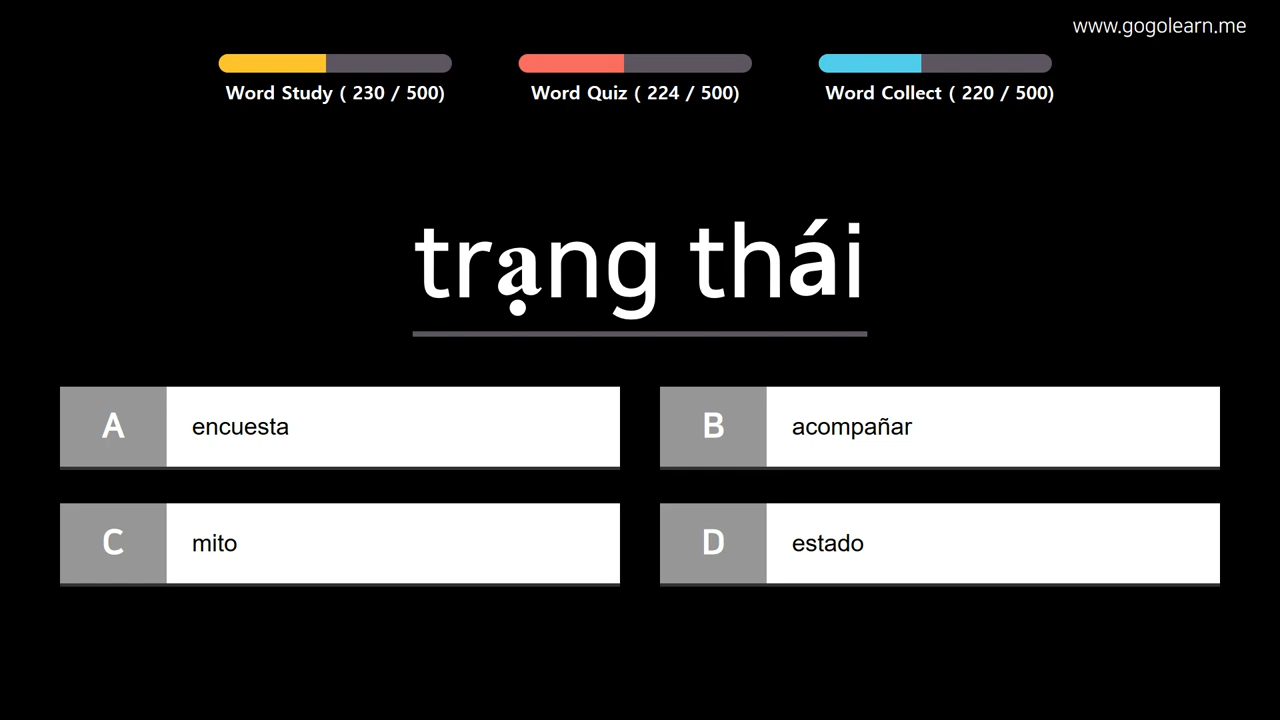 www.gogolearn.me
Word Study ( 230 / 500)
Word Quiz ( 224 / 500)
Word Collect ( 220 / 500)
trạng thái
A encuesta
B acompañar
C mito
D estado